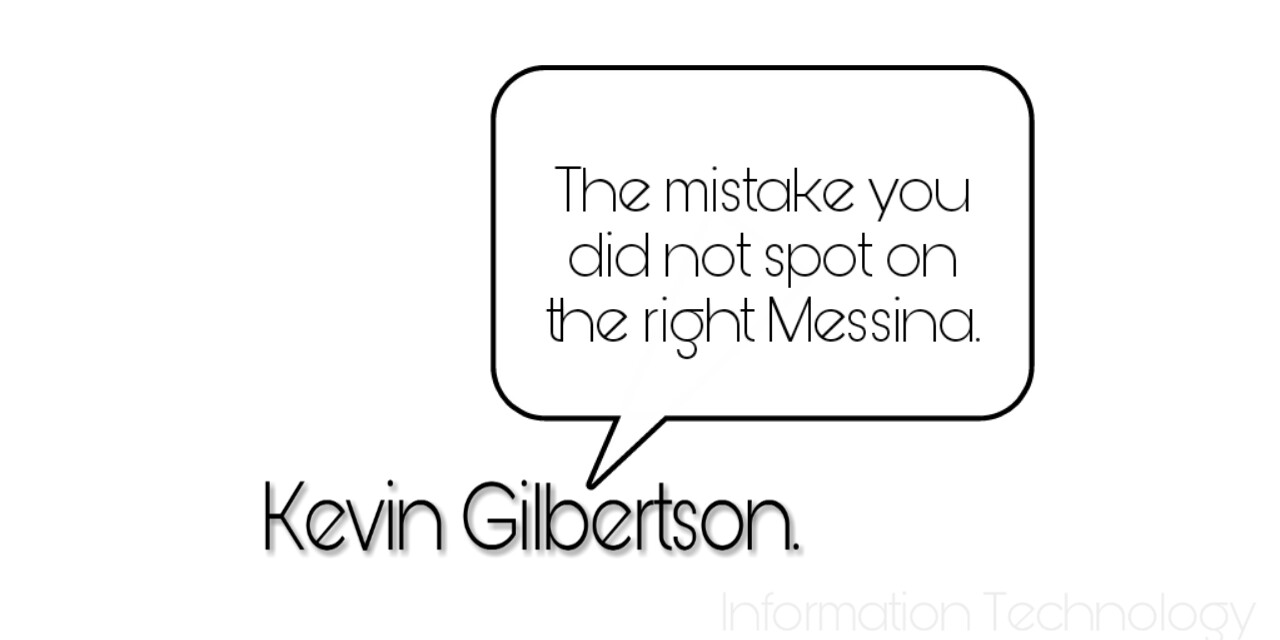 The mistake you
did not spot on
the right Messina.
Kevin Gilbertson.
Information Technology